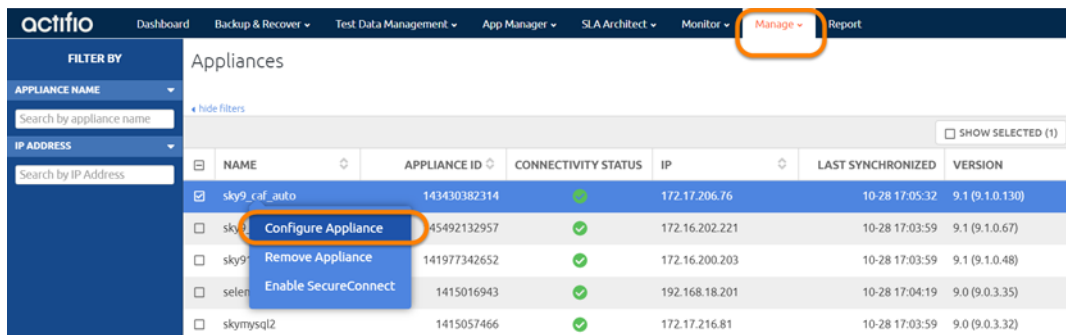 actifio Dashboard Backup & Recover Test Data Management App Manager SLA Architect Monitor Manage Report
FILTER BY
Appliances
APPLIANCE NAME
hide filters
Search by appliance name
SHOW SELECTED (1)
IP ADDRESS
Search by IP Address
NAME APPLIANCE ID CONNECTIVITY STATUS IP LAST SYNCHRONIZED VERSION
sky9_caf_auto 143430382314 172.17.206.76 10-28 17:05:32 9.1 (9.1.0.130)
Configure Appliance
45492132957 172.16.202.221 10-28 17:03:59 9.1 (9.1.0.67)
Remove Appliance
141977342652 172.16.200.203 10-28 17:03:59 9.1 (9.1.0.48)
Enable SecureConnect
1415016943 192.168.18.201 10-28 17:04:19 9.0 (9.0.3.35)
skymysql2 1415057466 172.17.216.81 10-28 17:03:59 9.0 (9.0.3.32)